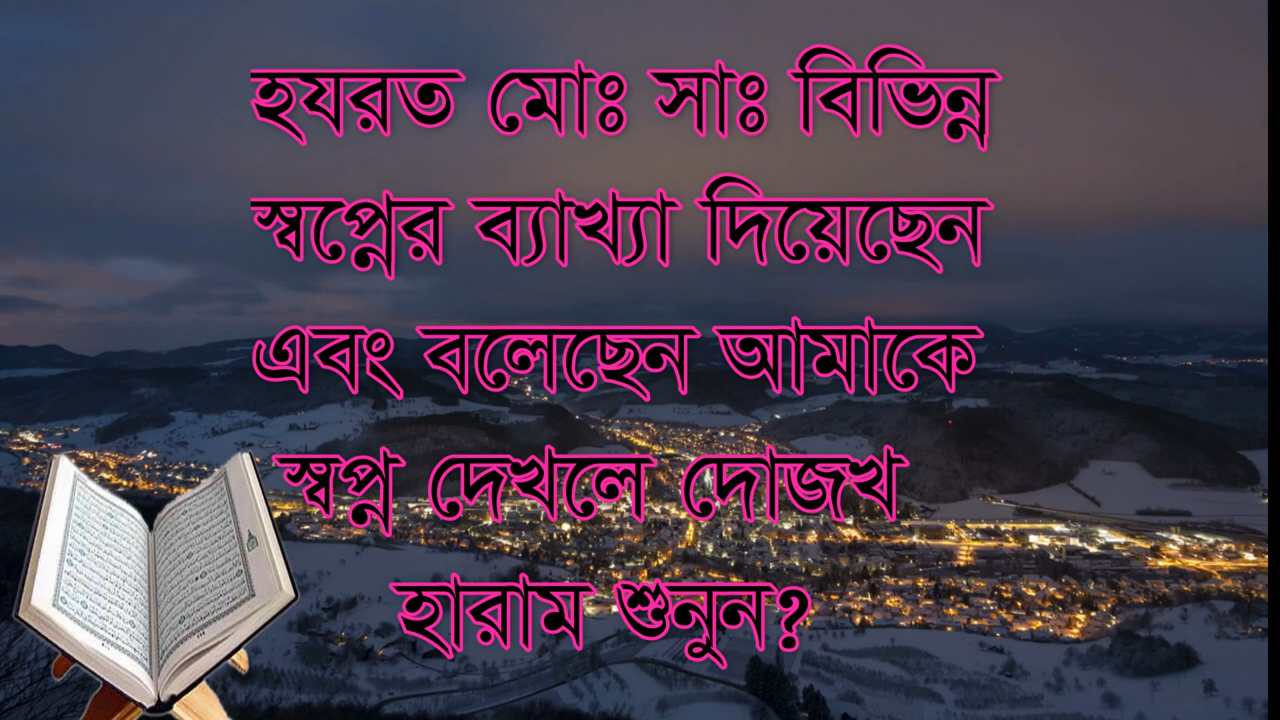 হযরত মোঃ সাঃ বিভিন্ন
স্বপ্নের ব্যাখ্যা দিয়েছেন
এবং বলেছেন আমাকে
স্বপ্ন দেখলে দোজখ
হারাম শুনুন?